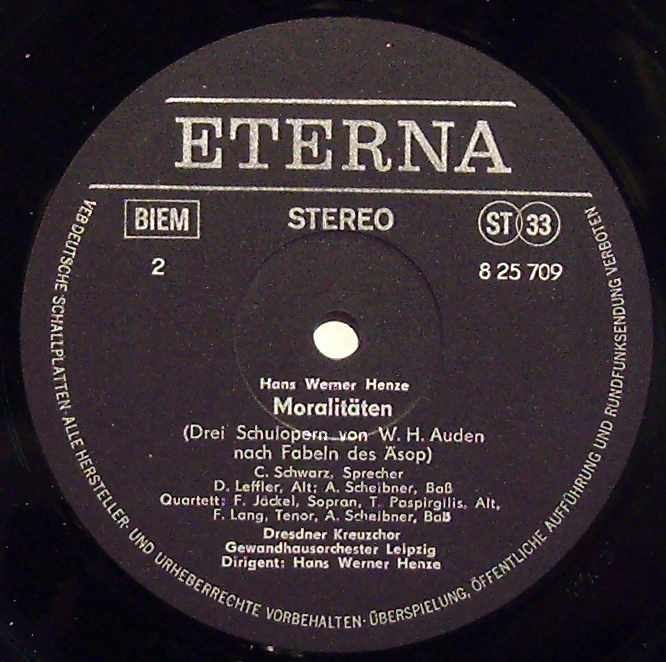 ETERNA
BIEM
STEREO
ST 33
2
8 25 709
Hans Werner Henze
Moralitäten
(Drei Schulopern von W. H. Auden
nach Fabeln des Äsop)
C. Schwarz, Sprecher
D. Leffler, Alt; A. Scheibner, Baß
Quartett: F. Jäckel, Sopran, T. Paspirgilis, Alt,
F. Lang, Tenor, A. Scheibner, Baß
Dresdner Kreuzchor
Gewandhausorchester Leipzig
Dirigent: Hans Werner Henze
VEB DEUTSCHE SCHALLPLATTEN · ALLE HERSTELLER- UND URHEBERRECHTE VORBEHALTEN · ÜBERSPIELUNG, ÖFFENTLICHE AUFFÜHRUNG UND RUNDFUNKSENDUNG VERBOTEN